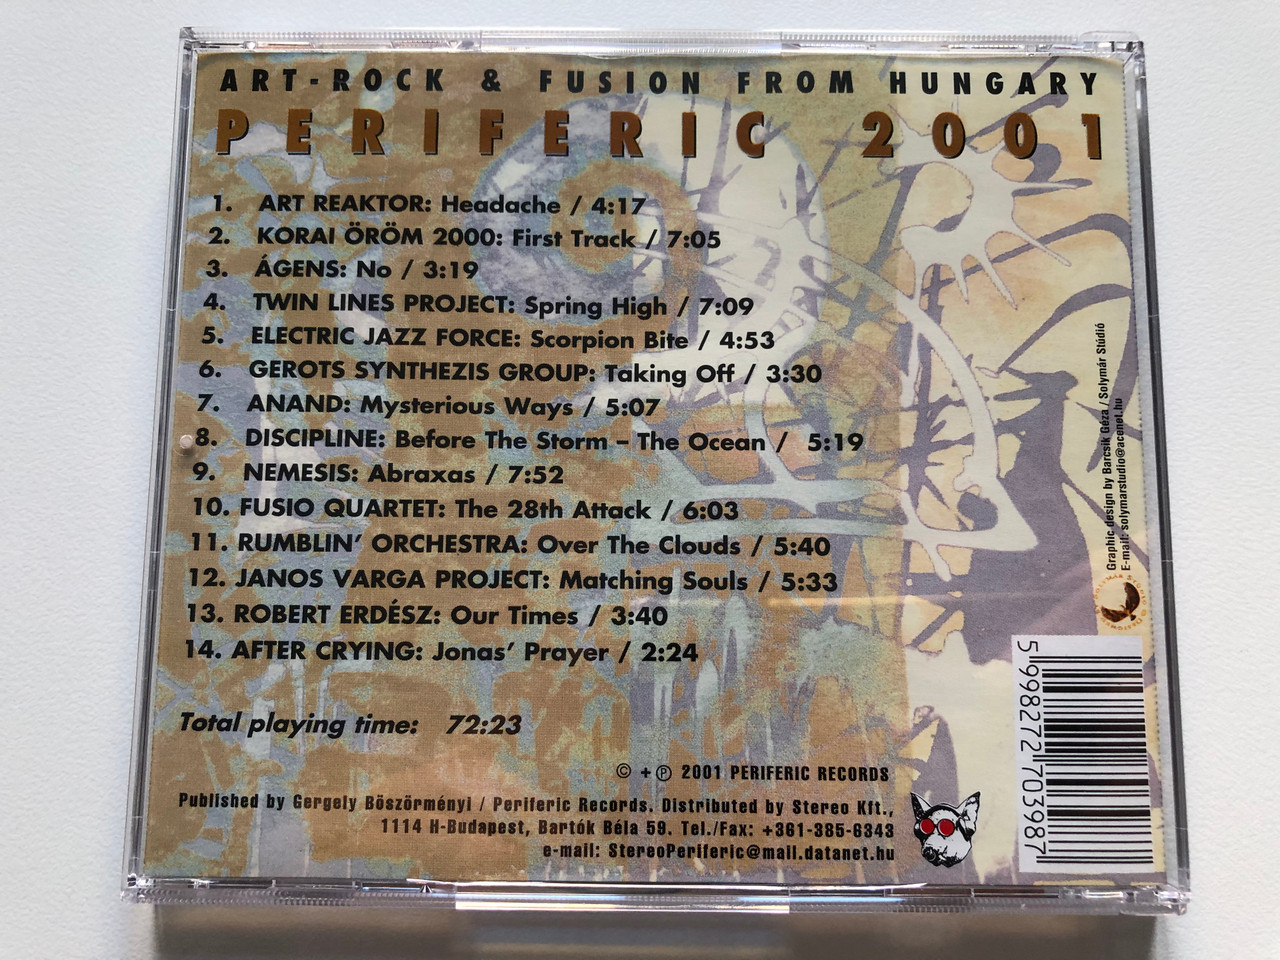 ART-ROCK & FUSION FROM HUNGARY
PERIFERIC 2001
1. ART REAKTOR: Headache / 4:17
2. KORAI ÖRÖM 2000: First Track / 7:05
3. ÁGENS: No / 3:19
4. TWIN LINES PROJECT: Spring High / 7:09
5. ELECTRIC JAZZ FORCE: Scorpion Bite / 4:53
6. GEROTS SYNTHEZIS GROUP: Taking Off / 3:30
7. ANAND: Mysterious Ways / 5:07
8. DISCIPLINE: Before The Storm – The Ocean / 5:19
9. NEMESIS: Abraxas / 7:52
10. FUSIO QUARTET: The 28th Attack / 6:03
11. RUMBLIN' ORCHESTRA: Over The Clouds / 5:40
12. JANOS VARGA PROJECT: Matching Souls / 5:33
13. ROBERT ERDÉSZ: Our Times / 3:40
14. AFTER CRYING: Jonas' Prayer / 2:24
Total playing time: 72:23
© + ℗ 2001 PERIFERIC RECORDS
Published by Gergely Böszörményi / Periferic Records. Distributed by Stereo Kft.,
1114 H-Budapest, Bartók Béla 59. Tel./Fax: +361-385-6343
e-mail: StereoPeriferic@mail.datanet.hu
Graphic design by Barcsik Géza / Solymár Stúdió
E-mail: solymarstudio@acenet.hu
5 998272 703987